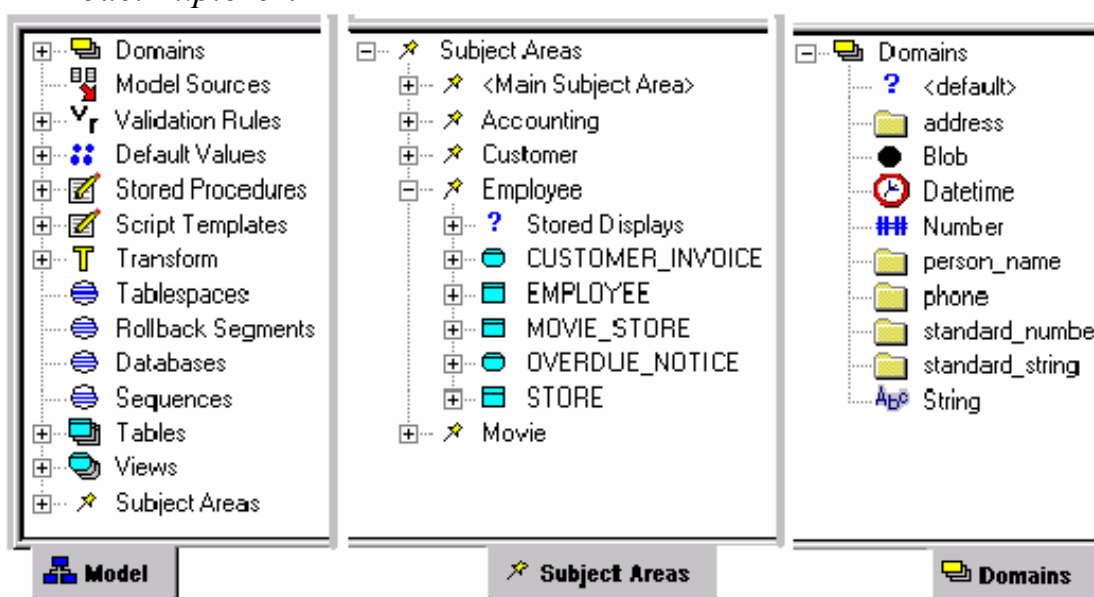 Domains
Model Sources
Validation Rules
Default Values
Stored Procedures
Script Templates
Transform
Tablespaces
Rollback Segments
Databases
Sequences
Tables
Views
Subject Areas
Model
Subject Areas
<Main Subject Area>
Accounting
Customer
Employee
? Stored Displays
CUSTOMER_INVOICE
EMPLOYEE
MOVIE_STORE
OVERDUE_NOTICE
STORE
Movie
Subject Areas
Domains
? <default>
address
Blob
Datetime
Number
person_name
phone
standard_numbe
standard_string
String
Domains